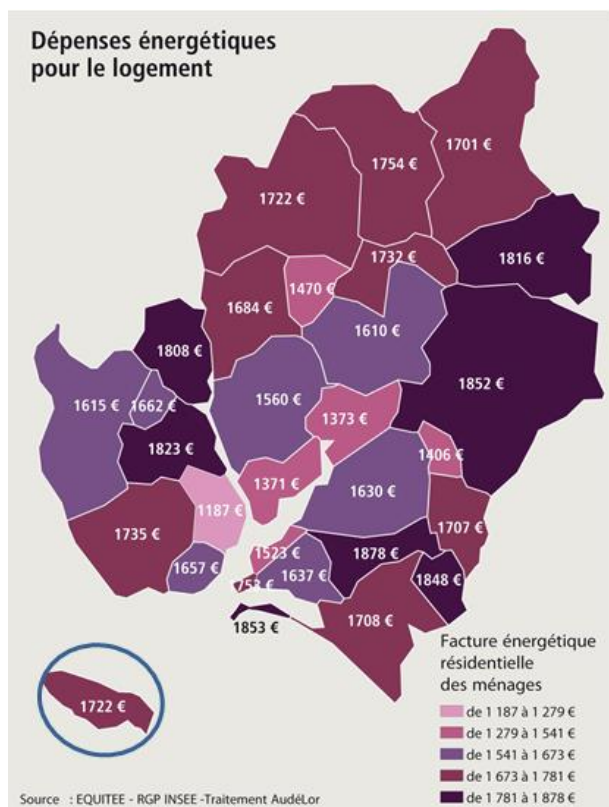 Dépenses énergétiques
pour le logement
1701 €
1754 €
1722 €
1732 €
1816 €
1470 €
1684 €
1610 €
1808 €
1852 €
1560 €
1615 €
1662 €
1373 €
1823 €
1406 €
1371 €
1630 €
1187 €
1707 €
1735 €
1523 €
1878 €
1657 €
1637 €
1848 €
1753 €
1708 €
1853 €
1722 €
Facture énergétique
résidentielle
des ménages
de 1 187 à 1 279 €
de 1 279 à 1 541 €
de 1 541 à 1 673 €
de 1 673 à 1 781 €
de 1 781 à 1 878 €
Source : EQUITEE - RGP INSEE -Traitement AudéLor